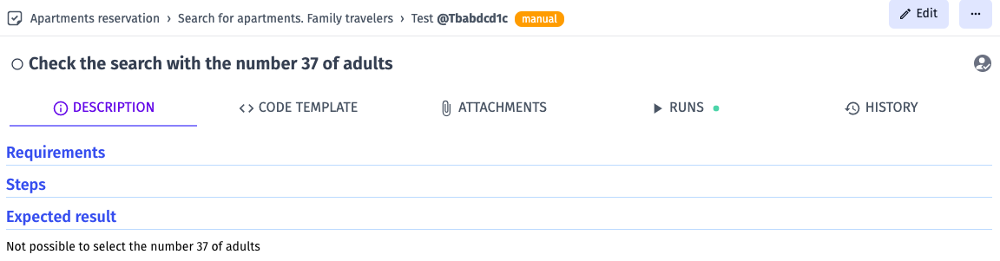 Apartments reservation › Search for apartments. Family travelers › Test @Tbabdcd1c manual
Edit ...
Check the search with the number 37 of adults
DESCRIPTION <> CODE TEMPLATE ATTACHMENTS RUNS HISTORY
Requirements
Steps
Expected result
Not possible to select the number 37 of adults